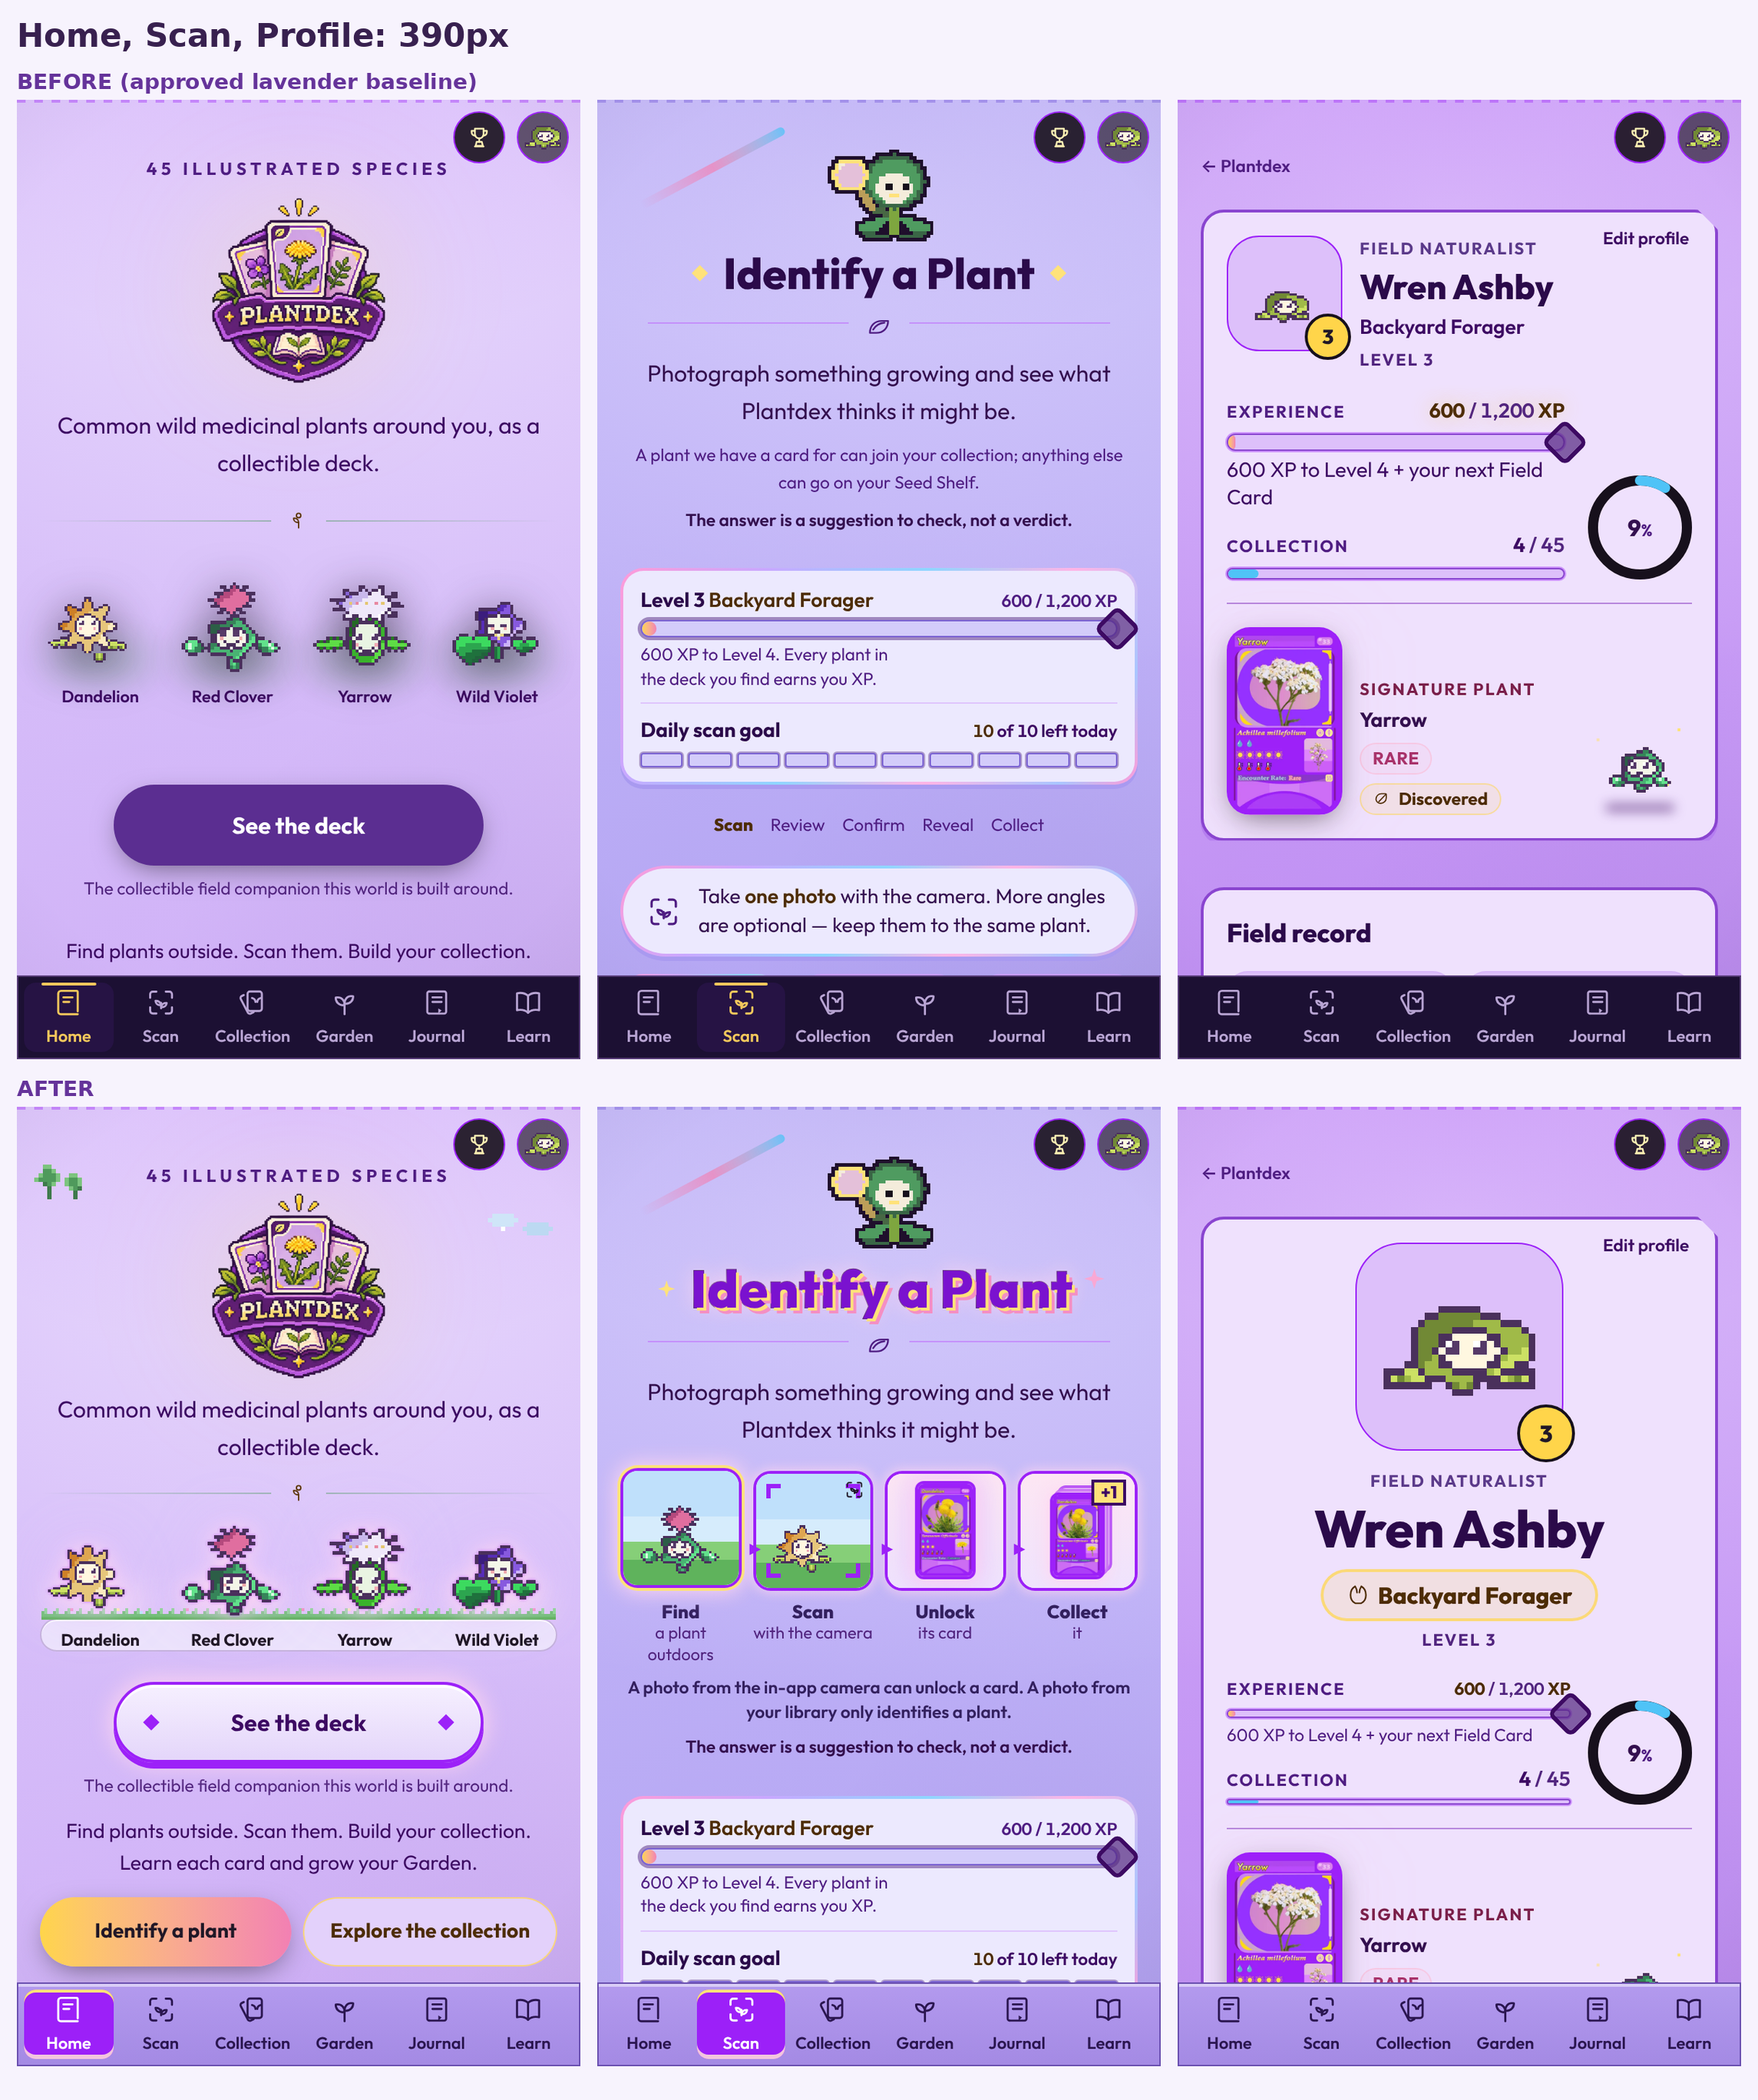 Home, Scan, Profile: 390px
BEFORE (approved lavender baseline)
45 ILLUSTRATED SPECIES
PLANTDEX
Common wild medicinal plants around you, as a
collectible deck.
Dandelion
Red Clover
Yarrow
Wild Violet
See the deck
The collectible field companion this world is built around.
Find plants outside. Scan them. Build your collection.
Home
Scan
Collection
Garden
Journal
Learn
Identify a Plant
Photograph something growing and see what
Plantdex thinks it might be.
A plant we have a card for can join your collection; anything else
can go on your Seed Shelf.
The answer is a suggestion to check, not a verdict.
Level 3 Backyard Forager
600 / 1,200 XP
600 XP to Level 4. Every plant in
the deck you find earns you XP.
Daily scan goal
10 of 10 left today
Scan
Review
Confirm
Reveal
Collect
Take one photo with the camera. More angles
are optional — keep them to the same plant.
Home
Scan
Collection
Garden
Journal
Learn
← Plantdex
Edit profile
FIELD NATURALIST
Wren Ashby
Backyard Forager
LEVEL 3
3
EXPERIENCE
600 / 1,200 XP
600 XP to Level 4 + your next Field
Card
COLLECTION
4 / 45
9%
Yarrow
Achillea millefolium
Encounter Rate: Rare
SIGNATURE PLANT
Yarrow
RARE
Discovered
Field record
Home
Scan
Collection
Garden
Journal
Learn
AFTER
45 ILLUSTRATED SPECIES
PLANTDEX
Common wild medicinal plants around you, as a
collectible deck.
Dandelion
Red Clover
Yarrow
Wild Violet
See the deck
The collectible field companion this world is built around.
Find plants outside. Scan them. Build your collection.
Learn each card and grow your Garden.
Identify a plant
Explore the collection
Home
Scan
Collection
Garden
Journal
Learn
Identify a Plant
Photograph something growing and see what
Plantdex thinks it might be.
+1
Find
a plant
outdoors
Scan
with the camera
Unlock
its card
Collect
it
A photo from the in-app camera can unlock a card. A photo from
your library only identifies a plant.
The answer is a suggestion to check, not a verdict.
Level 3 Backyard Forager
600 / 1,200 XP
600 XP to Level 4. Every plant in
the deck you find earns you XP.
Daily scan goal
10 of 10 left today
Home
Scan
Collection
Garden
Journal
Learn
← Plantdex
Edit profile
3
FIELD NATURALIST
Wren Ashby
Backyard Forager
LEVEL 3
EXPERIENCE
600 / 1,200 XP
600 XP to Level 4 + your next Field Card
COLLECTION
4 / 45
9%
Yarrow
Achillea millefolium
SIGNATURE PLANT
Yarrow
RARE
Home
Scan
Collection
Garden
Journal
Learn